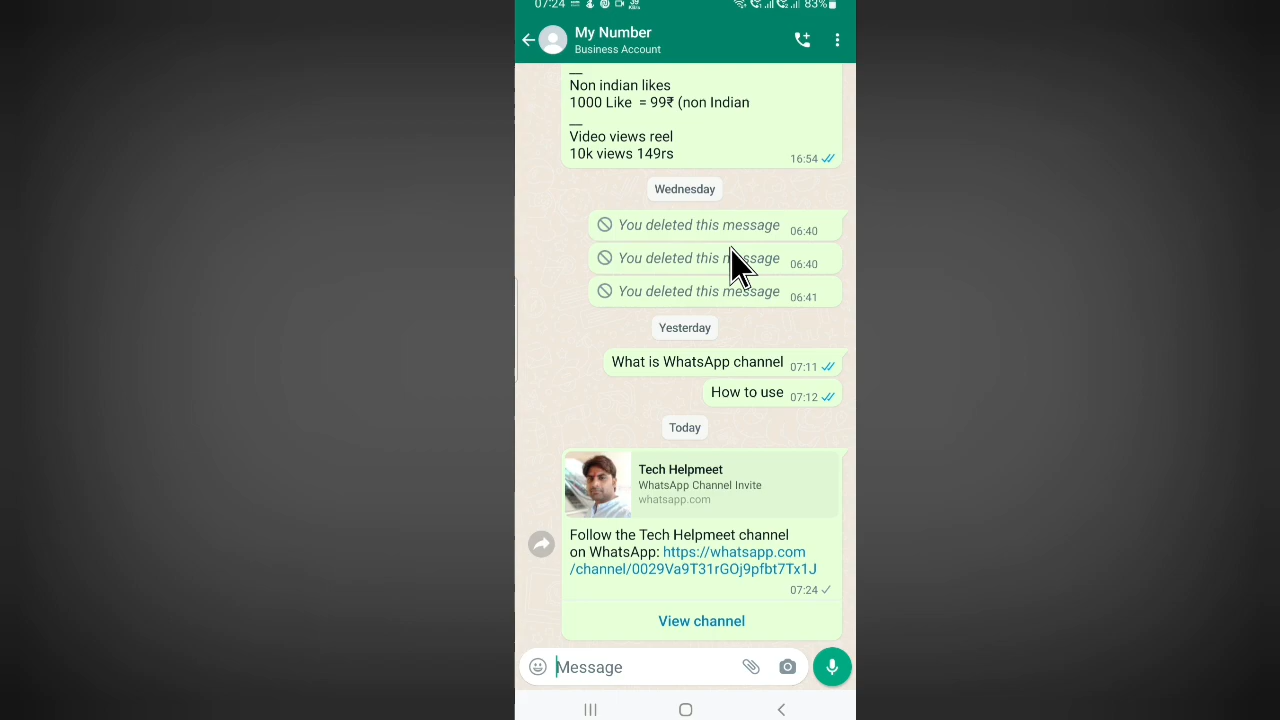 07:24 83%
My Number
Business Account
Non indian likes
1000 Like = 99₹ (non Indian
Video views reel
10k views 149rs
16:54
Wednesday
You deleted this message 06:40
You deleted this message 06:40
You deleted this message 06:41
Yesterday
What is WhatsApp channel 07:11
How to use 07:12
Today
Tech Helpmeet
WhatsApp Channel Invite
whatsapp.com
Follow the Tech Helpmeet channel
on WhatsApp: https://whatsapp.com
/channel/0029Va9T31rGOj9pfbt7Tx1J
07:24
View channel
Message